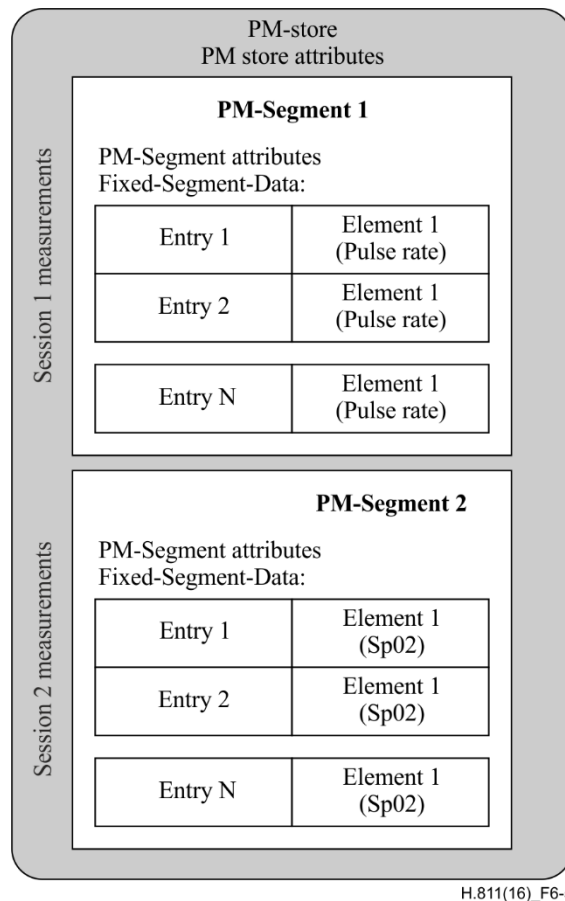 PM-store
PM store attributes
Session 1 measurements
PM-Segment 1
PM-Segment attributes
Fixed-Segment-Data:
Entry 1
Element 1
(Pulse rate)
Entry 2
Element 1
(Pulse rate)
Entry N
Element 1
(Pulse rate)
Session 2 measurements
PM-Segment 2
PM-Segment attributes
Fixed-Segment-Data:
Entry 1
Element 1
(Sp02)
Entry 2
Element 1
(Sp02)
Entry N
Element 1
(Sp02)
H.811(16)_F6-